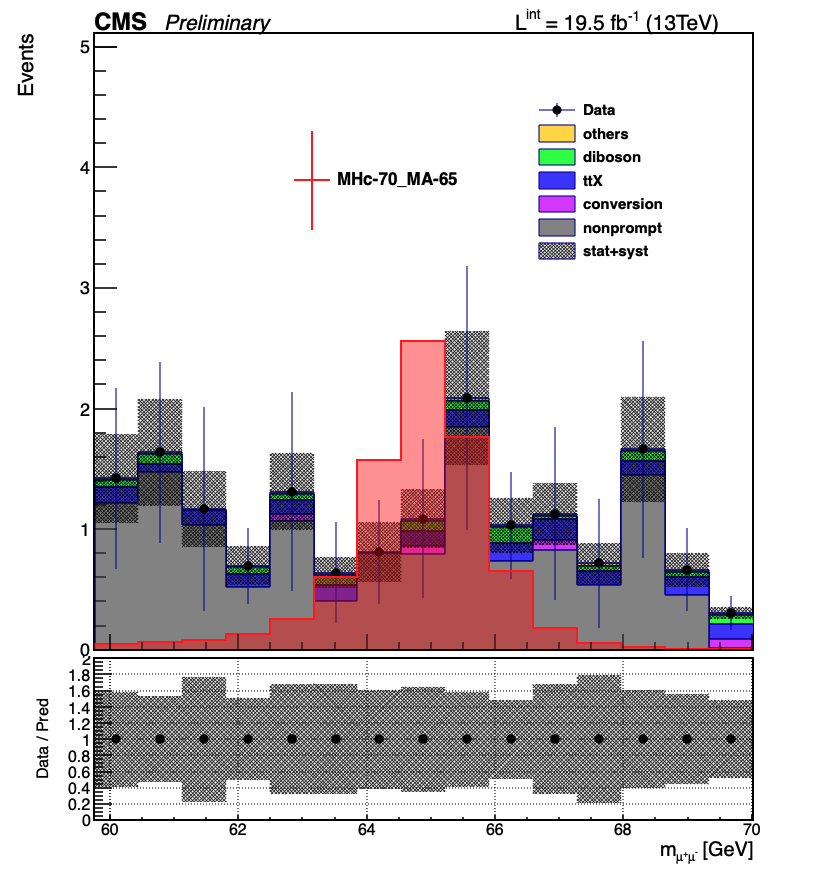 CMS Preliminary L^int = 19.5 fb^-1 (13TeV)
Events
5
4
3
2
1
0
MHc-70_MA-65
Data
others
diboson
ttX
conversion
nonprompt
stat+syst
Data / Pred
2
1.8
1.6
1.4
1.2
1
0.8
0.6
0.4
0.2
0
60 62 64 66 68 70
m_μ+μ- [GeV]